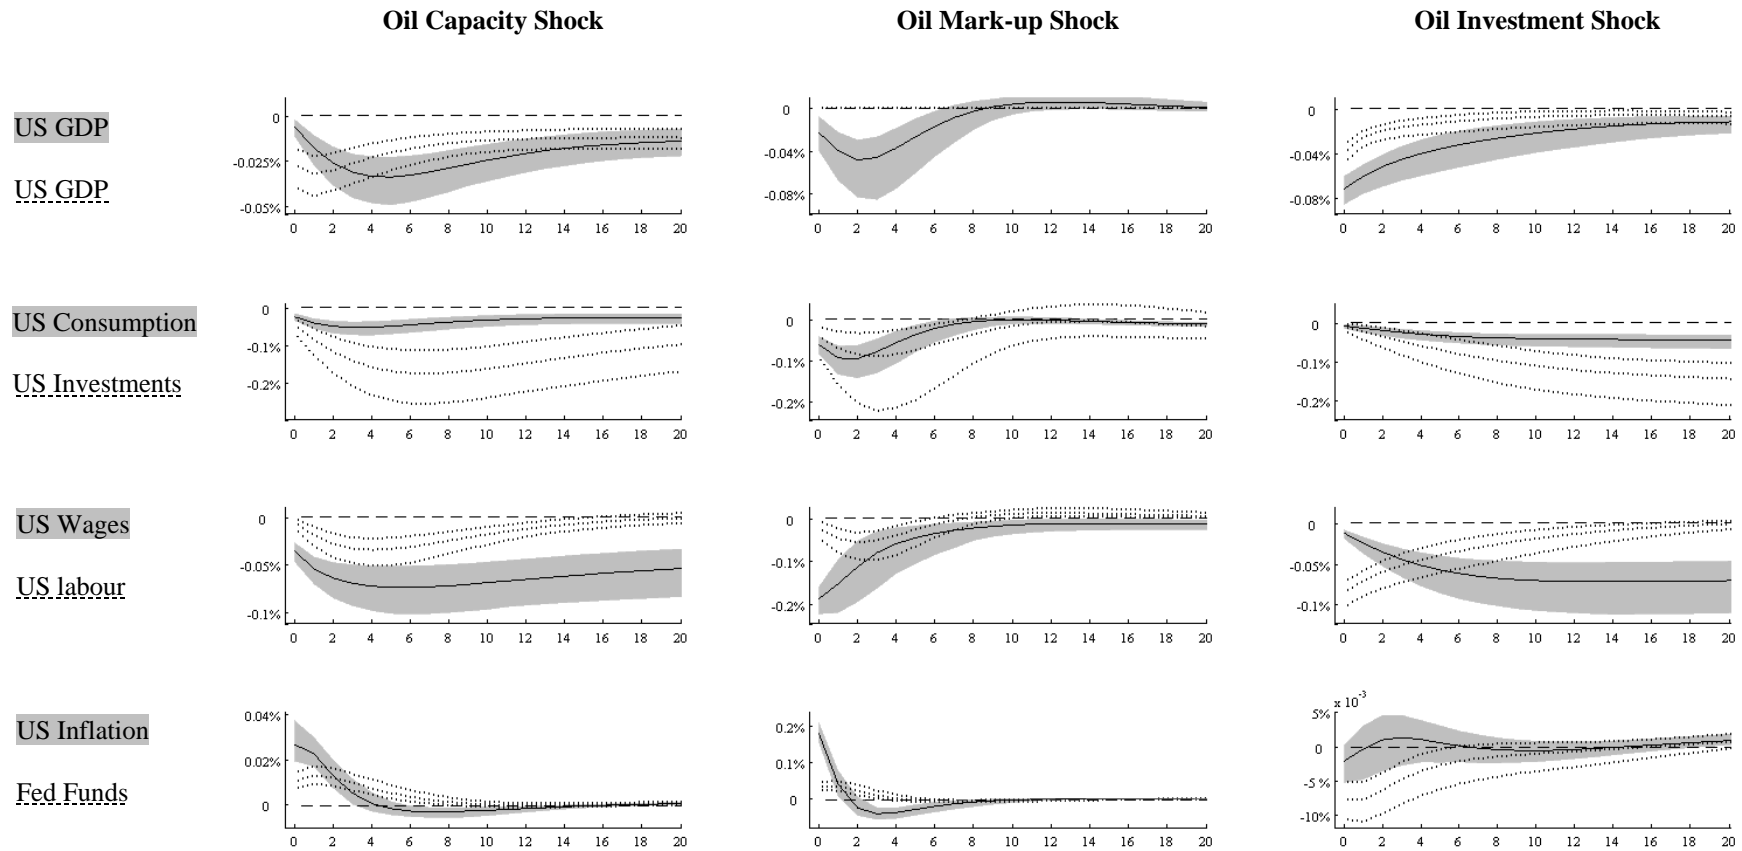 Oil Capacity Shock Oil Mark-up Shock Oil Investment Shock
US GDP
US GDP
0
-0.025%
-0.05%
0 2 4 6 8 10 12 14 16 18 20
0
-0.04%
-0.08%
0 2 4 6 8 10 12 14 16 18 20
0
-0.04%
-0.08%
0 2 4 6 8 10 12 14 16 18 20
US Consumption
US Investments
0
-0.1%
-0.2%
0 2 4 6 8 10 12 14 16 18 20
0
-0.1%
-0.2%
0 2 4 6 8 10 12 14 16 18 20
0
-0.1%
-0.2%
0 2 4 6 8 10 12 14 16 18 20
US Wages
US labour
0
-0.05%
-0.1%
0 2 4 6 8 10 12 14 16 18 20
0
-0.1%
-0.2%
0 2 4 6 8 10 12 14 16 18 20
0
-0.05%
-0.1%
0 2 4 6 8 10 12 14 16 18 20
US Inflation
Fed Funds
0.04%
0.02%
0
0 2 4 6 8 10 12 14 16 18 20
0.2%
0.1%
0
0 2 4 6 8 10 12 14 16 18 20
x 10-3
5%
0
-5 %
-10%
0 2 4 6 8 10 12 14 16 18 20